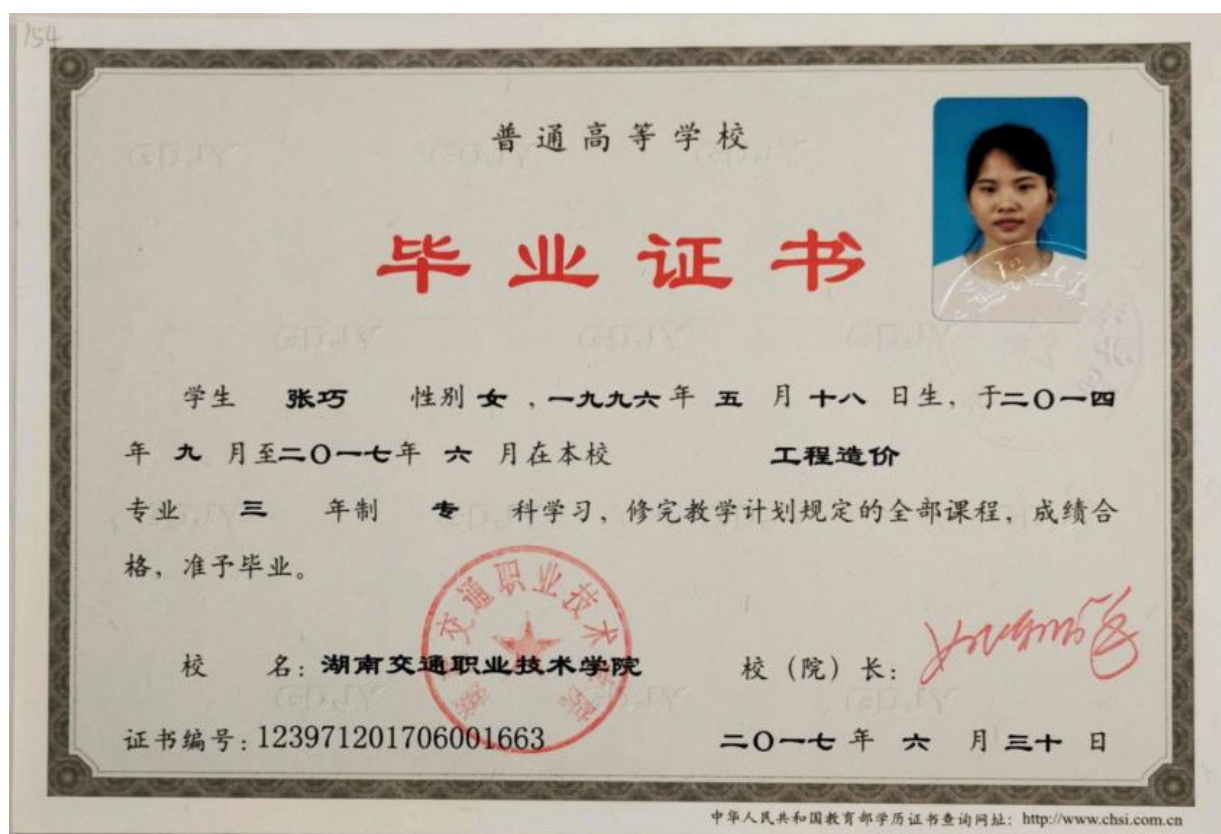 154
普通高等学校
毕业证书
学生 张巧 性别 女 ，一九九六 年 五 月 十八 日生，于二〇一四
年 九 月至二〇一七年 六 月在本校 工程造价
专业 三 年制 专 科学习，修完教学计划规定的全部课程，成绩合
格，准予毕业。
交通职业技术
校 名：湖南交通职业技术学院 校（院）长：
证书编号：123971201706001663 二〇一七 年 六 月 三十 日
中华人民共和国教育部学历证书查询网址：http://www.chsi.com.cn